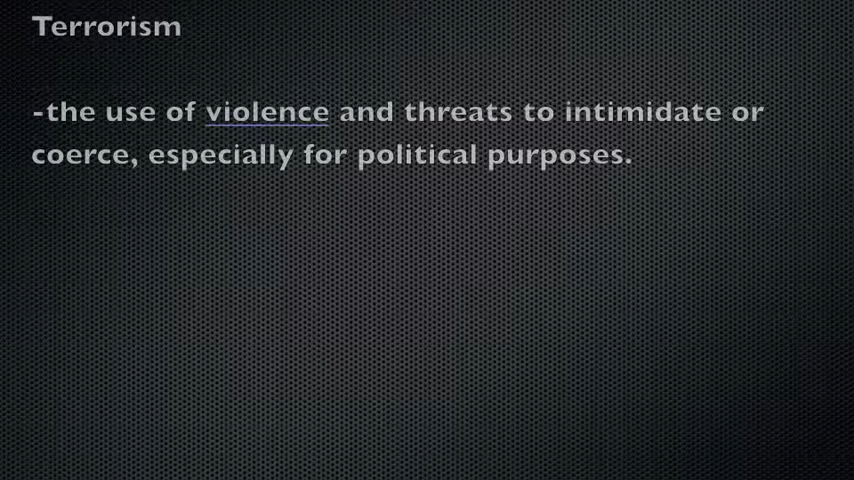 Terrorism
-the use of violence and threats to intimidate or
coerce, especially for political purposes.